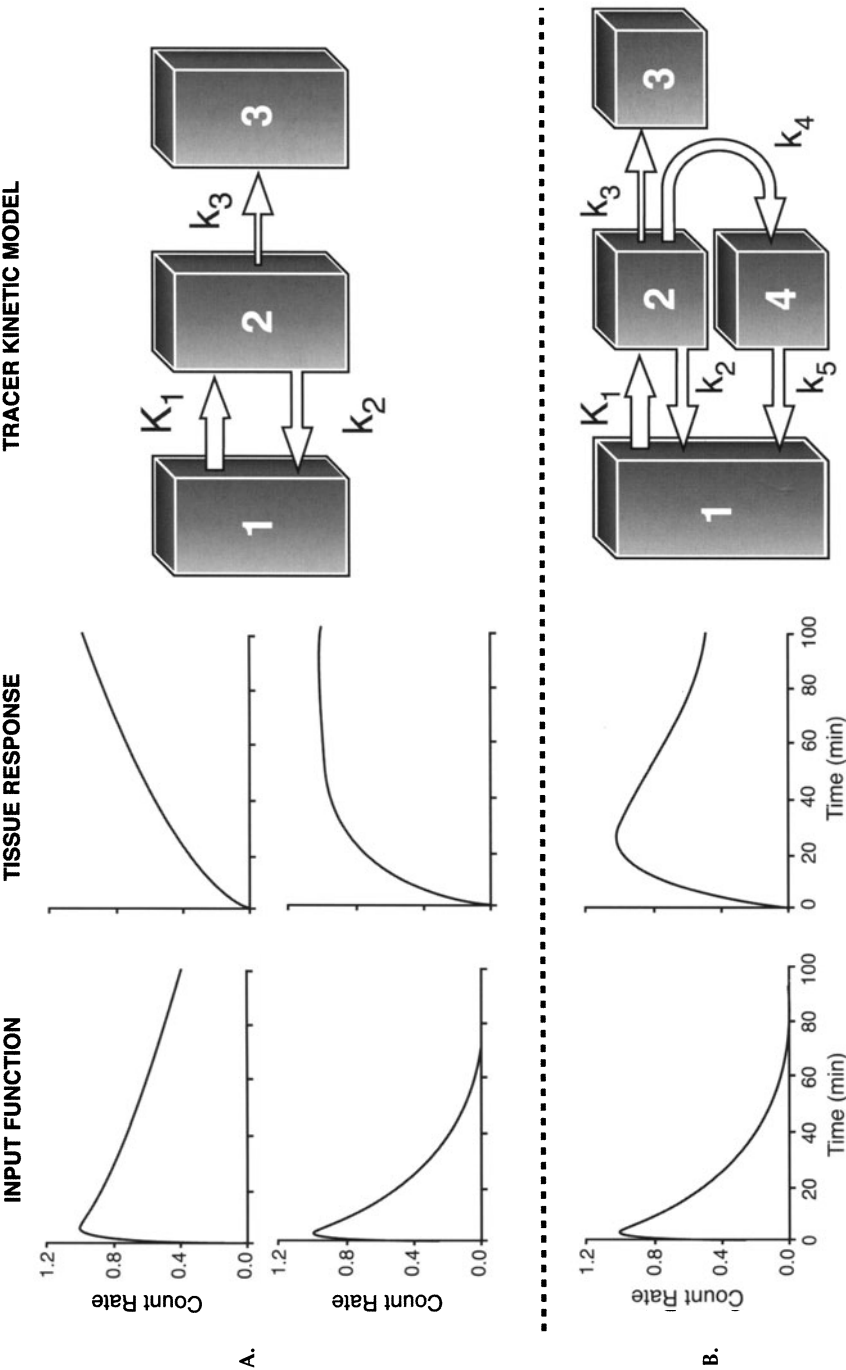 INPUT FUNCTION
TISSUE RESPONSE
TRACER KINETIC MODEL
A.
Count Rate
1.2
0.8
0.4
0.0
1
2
3
K1
k2
k3
Count Rate
1.2
0.8
0.4
0.0
B.
Count Rate
1.2
0.8
0.4
0.0
0 20 40 60 80 100
Time (min)
0 20 40 60 80 100
Time (min)
1
2
3
4
K1
k2
k3
k4
k5